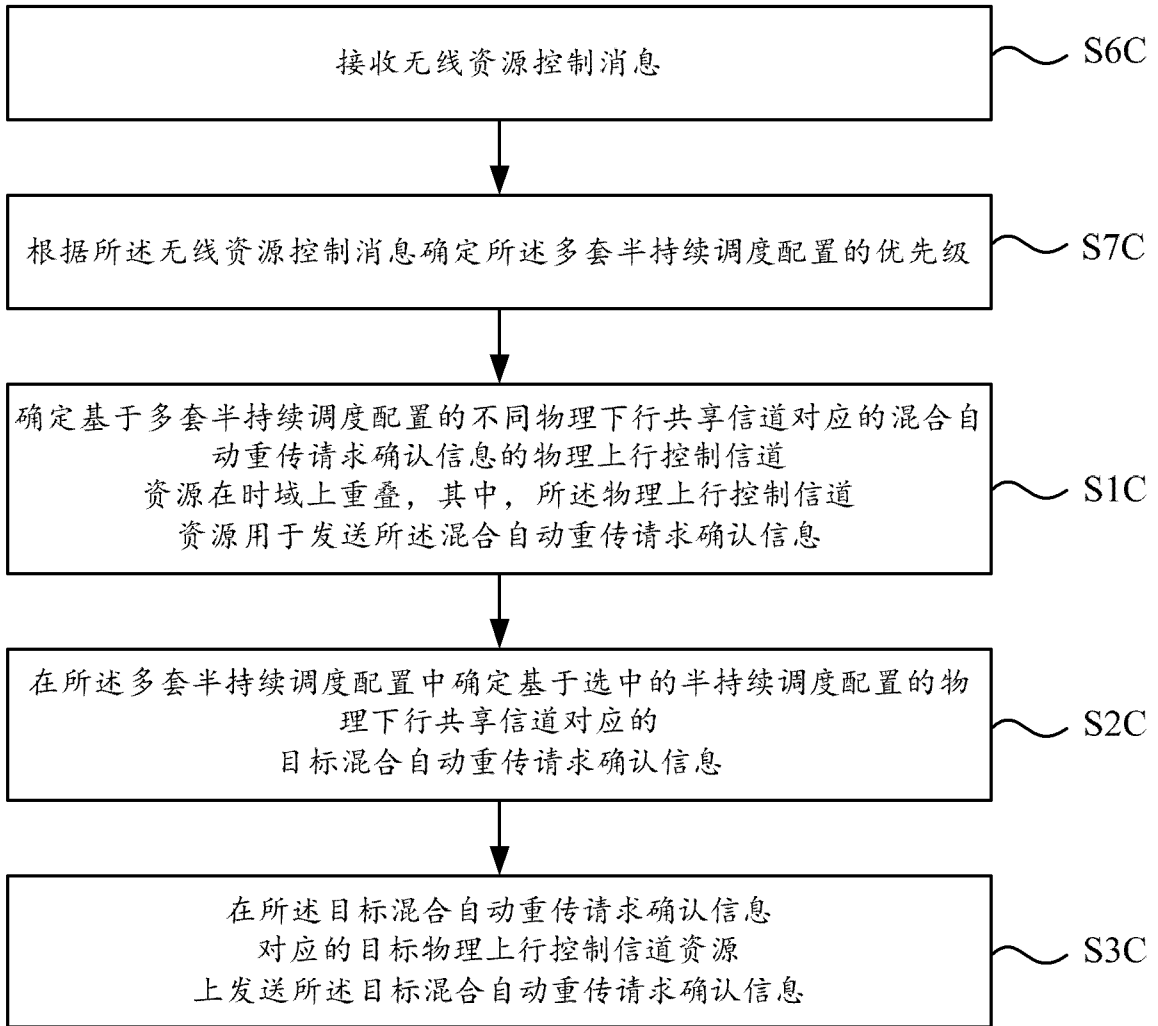 接收无线资源控制消息
S6C
根据所述无线资源控制消息确定所述多套半持续调度配置的优先级
S7C
确定基于多套半持续调度配置的不同物理下行共享信道对应的混合自
动重传请求确认信息的物理上行控制信道
资源在时域上重叠，其中，所述物理上行控制信道
资源用于发送所述混合自动重传请求确认信息
S1C
在所述多套半持续调度配置中确定基于选中的半持续调度配置的物
理下行共享信道对应的
目标混合自动重传请求确认信息
S2C
在所述目标混合自动重传请求确认信息
对应的目标物理上行控制信道资源
上发送所述目标混合自动重传请求确认信息
S3C